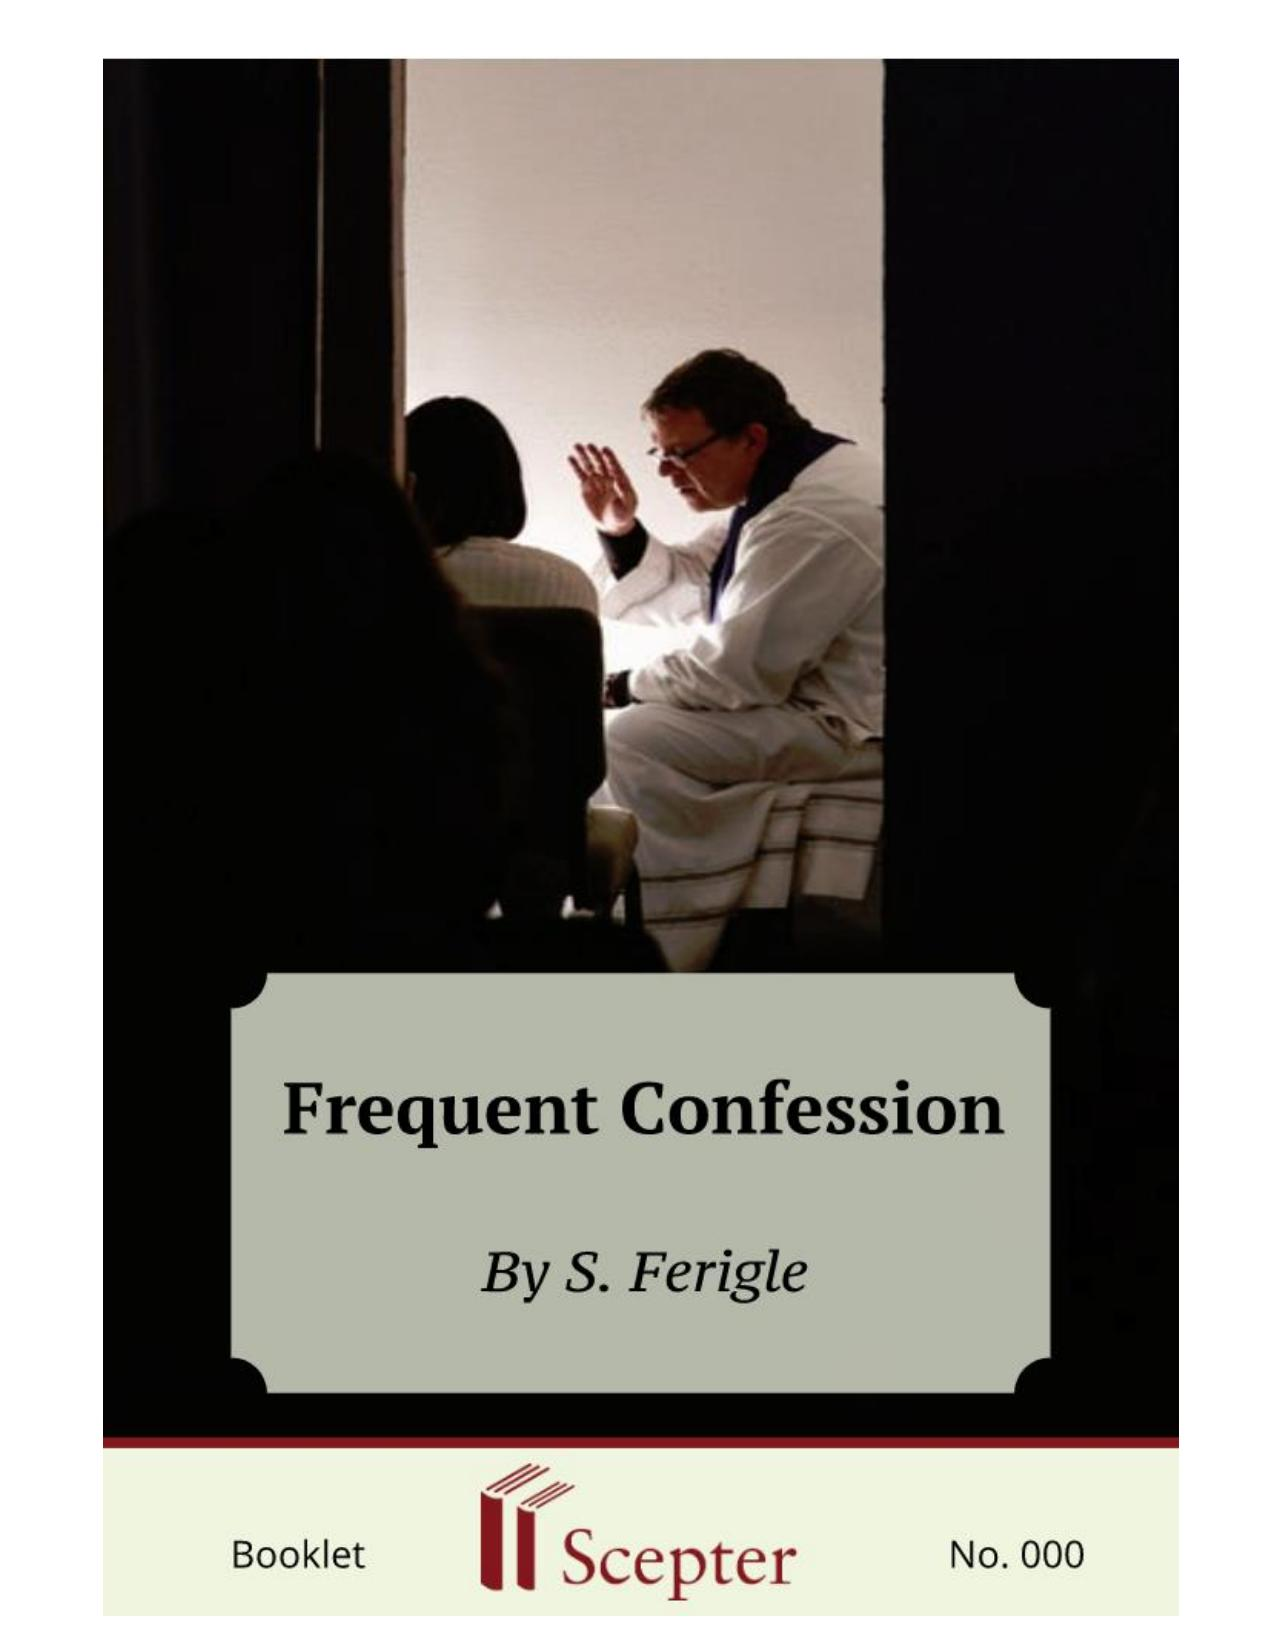 Frequent Confession
By S. Ferigle
Booklet
Scepter
No. 000